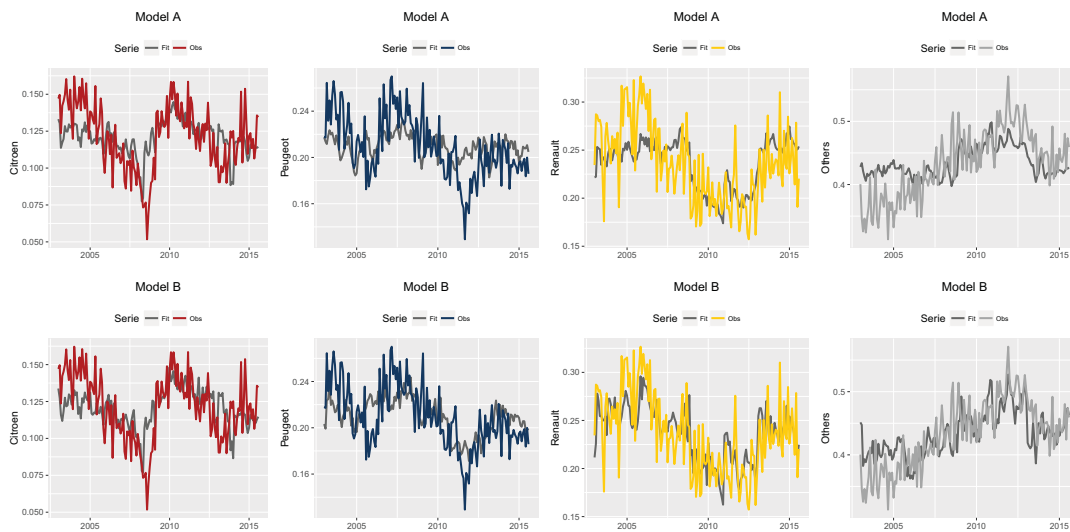 Model A
Serie Fit Obs
Citroen
0.150
0.125
0.100
0.075
0.050
2005 2010 2015
Model A
Serie Fit Obs
Peugeot
0.24
0.20
0.16
2005 2010 2015
Model A
Serie Fit Obs
Renault
0.30
0.25
0.20
0.15
2005 2010 2015
Model A
Serie Fit Obs
Others
0.5
0.4
2005 2010 2015
Model B
Serie Fit Obs
Citroen
0.150
0.125
0.100
0.075
0.050
2005 2010 2015
Model B
Serie Fit Obs
Peugeot
0.24
0.20
0.16
2005 2010 2015
Model B
Serie Fit Obs
Renault
0.30
0.25
0.20
0.15
2005 2010 2015
Model B
Serie Fit Obs
Others
0.5
0.4
2005 2010 2015